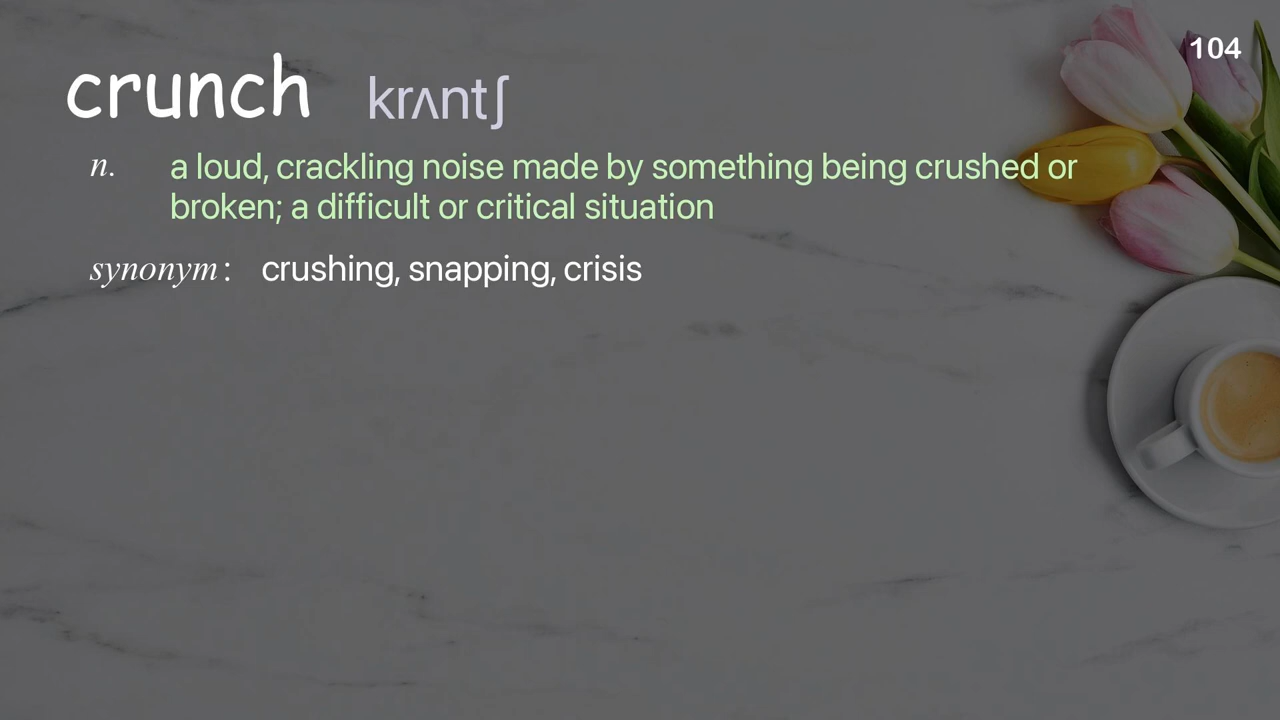 104
crunch krʌntʃ
n. a loud, crackling noise made by something being crushed or
broken; a difficult or critical situation
synonym: crushing, snapping, crisis